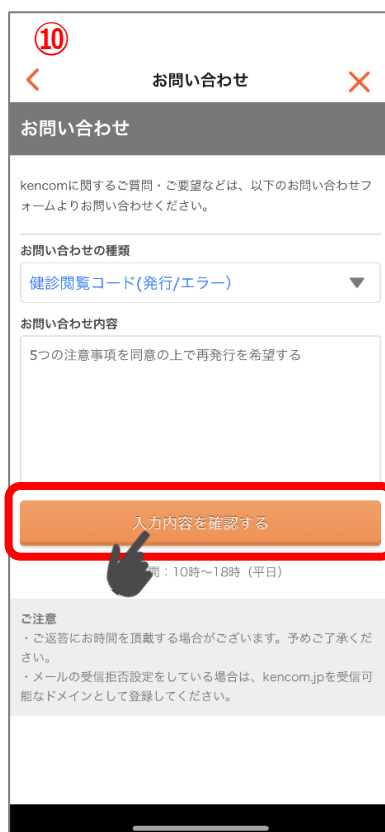 ⑩
お問い合わせ
お問い合わせ
kencomに関するご質問・ご要望などは、以下のお問い合わせフ
ォームよりお問い合わせください。
お問い合わせの種類
健診閲覧コード(発行/エラー)
お問い合わせ内容
5つの注意事項を同意の上で再発行を希望する
入力内容を確認する
間：10時〜18時（平日）
ご注意
・ご返答にお時間を頂戴する場合がございます。予めご了承くだ
さい。
・メールの受信拒否設定をしている場合は、kencom.jpを受信可
能なドメインとして登録してください。